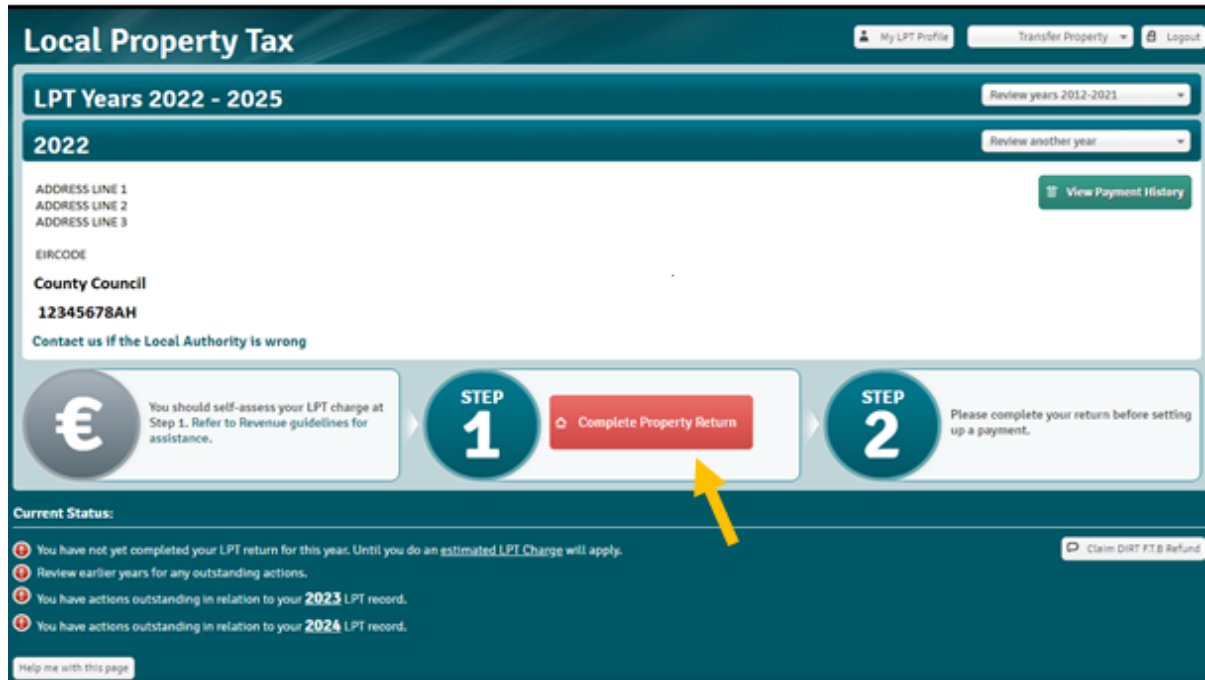 Local Property Tax
My LPT Profile
Transfer Property
Logout
LPT Years 2022 - 2025
Review years 2012-2021
2022
Review another year
ADDRESS LINE 1
ADDRESS LINE 2
ADDRESS LINE 3
View Payment History
EIRCODE
County Council
12345678AH
Contact us if the Local Authority is wrong
€
You should self-assess your LPT charge at
Step 1. Refer to Revenue guidelines for
assistance.
STEP
1
Complete Property Return
STEP
2
Please complete your return before setting
up a payment.
Current Status:
You have not yet completed your LPT return for this year. Until you do an estimated LPT Charge will apply.
Claim DIRT F.T.B Refund
Review earlier years for any outstanding actions.
You have actions outstanding in relation to your 2023 LPT record.
You have actions outstanding in relation to your 2024 LPT record.
Help me with this page